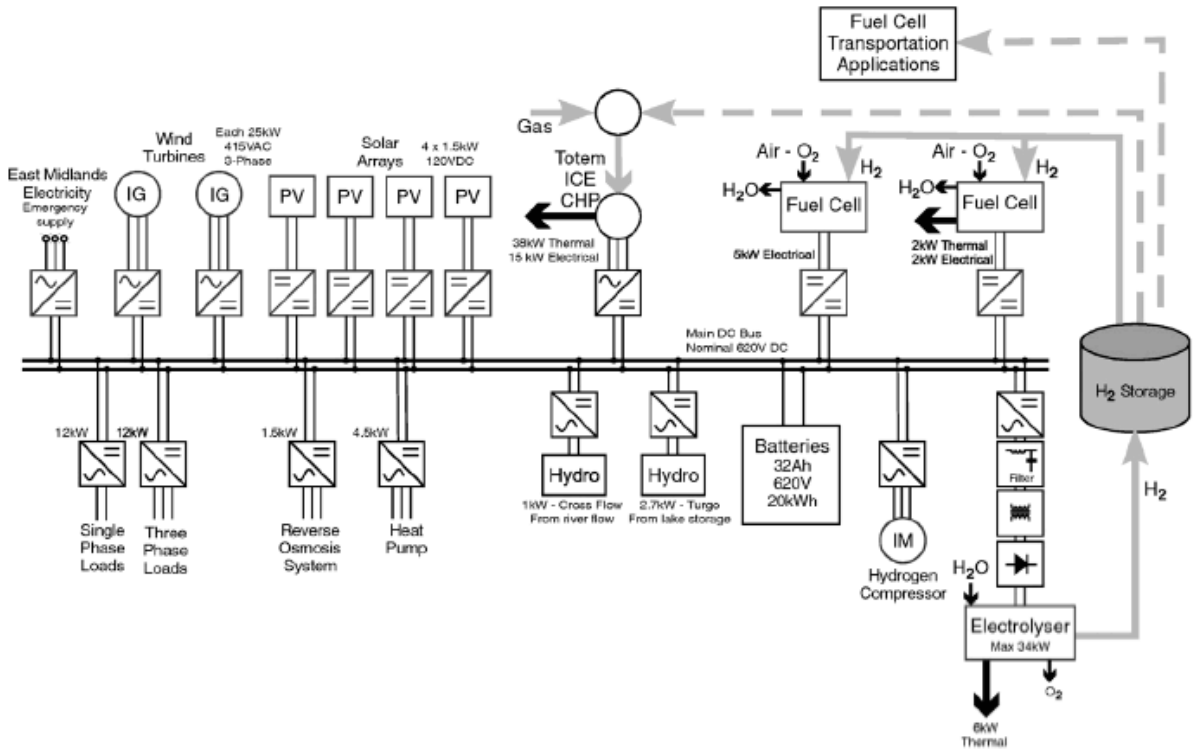 Fuel Cell
Transportation
Applications
Gas
Wind
Turbines
Each 25kW
415VAC
3-Phase
Solar
Arrays
4 x 1.5kW
120VDC
Totem
ICE
CHP
Air - O2
H2
H2O
Fuel Cell
Air - O2
H2
H2O
Fuel Cell
East Midlands
Electricity
Emergency
supply
IG
IG
PV
PV
PV
PV
38kW Thermal
15 kW Electrical
5kW Electrical
2kW Thermal
2kW Electrical
Main DC Bus
Nominal 620V DC
H2 Storage
12kW
12kW
1.5kW
4.5kW
Single
Phase
Loads
Three
Phase
Loads
Reverse
Osmosis
System
Heat
Pump
Hydro
1kW - Cross Flow
From river flow
Hydro
2.7kW - Turgo
From lake storage
Batteries
32Ah
620V
20kWh
IM
Hydrogen
Compressor
Filter
H2
H2O
Electrolyser
Max 34kW
O2
6kW
Thermal